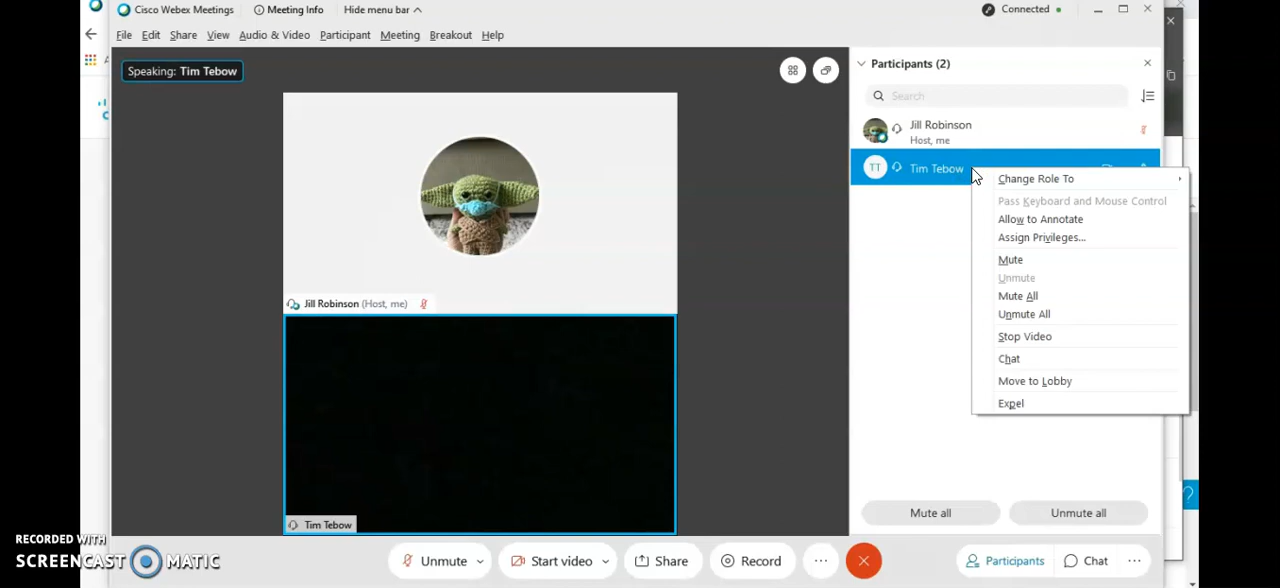 Cisco Webex Meetings
Meeting Info
Hide menu bar
Connected
File Edit Share View Audio & Video Participant Meeting Breakout Help
Speaking: Tim Tebow
Participants (2)
Search
Jill Robinson
Host, me
TT Tim Tebow
Change Role To
Pass Keyboard and Mouse Control
Allow to Annotate
Assign Privileges...
Mute
Unmute
Mute All
Unmute All
Stop Video
Chat
Move to Lobby
Expel
Jill Robinson (Host, me)
Tim Tebow
Mute all
Unmute all
Unmute
Start video
Share
Record
Participants
Chat
RECORDED WITH
SCREENCAST MATIC